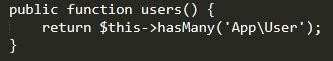 public function users() {
    return $this->hasMany('App\User');
}